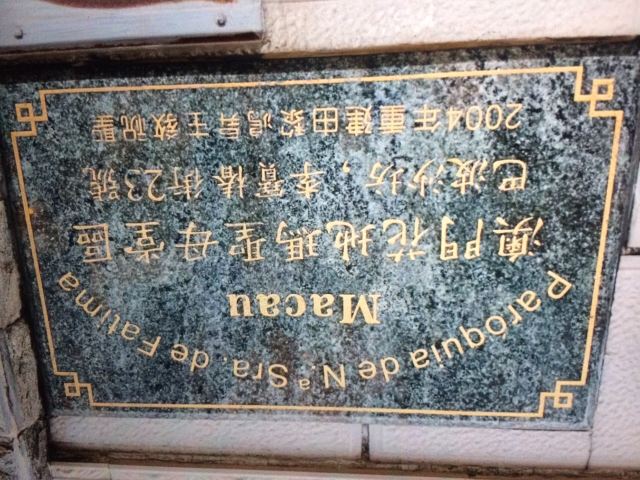 Paróquia de N.ª Sra. de Fatima
Macau
澳門花地瑪聖母堂區
巴波沙坊，李寶椿街23號
2004年重建由黎鴻昇主教祝聖